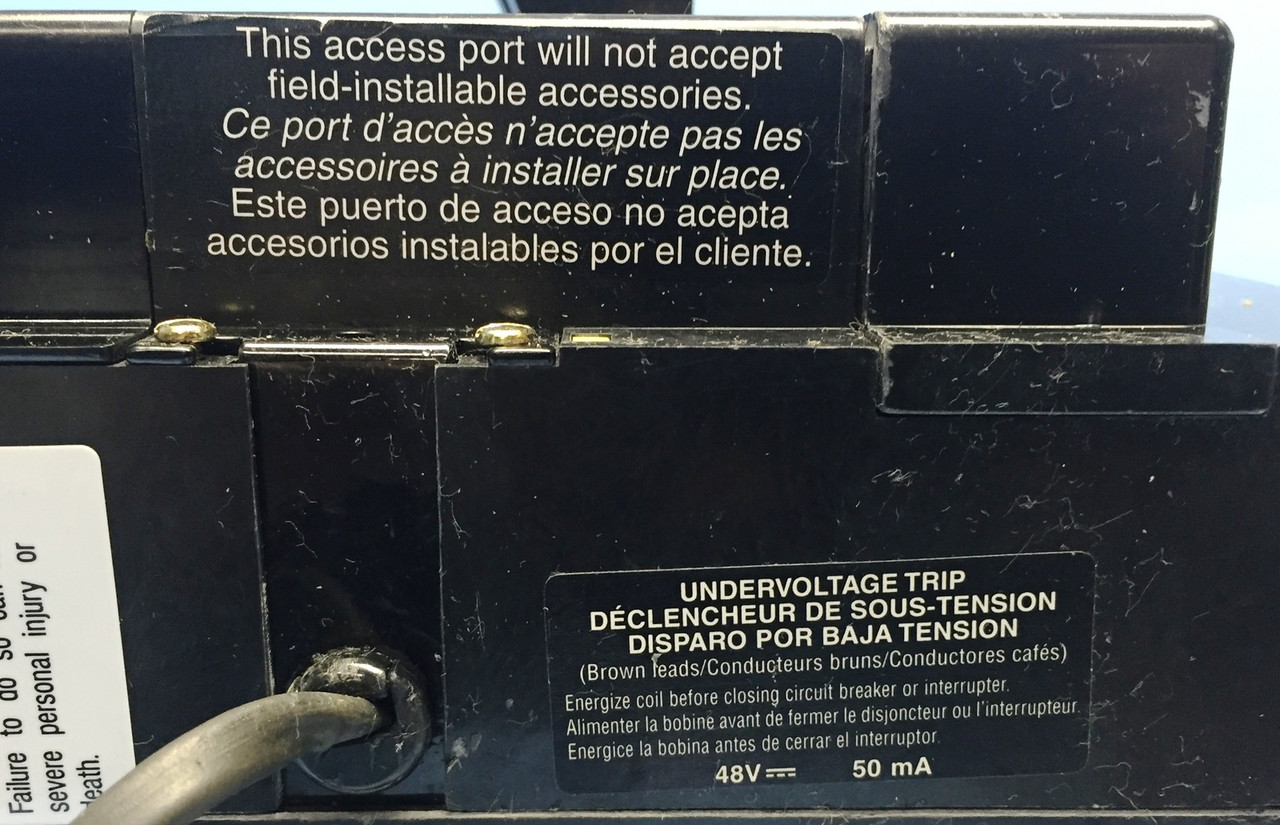 This access port will not accept
field-installable accessories.
Ce port d'accès n'accepte pas les
accessoires à installer sur place.
Este puerto de acceso no acepta
accesorios instalables por el cliente.
UNDERVOLTAGE TRIP
DÉCLENCHEUR DE SOUS-TENSION
DISPARO POR BAJA TENSION
(Brown leads/Conducteurs bruns/Conductores cafés)
Energize coil before closing circuit breaker or interrupter.
Alimenter la bobine avant de fermer le disjoncteur ou l'interrupteur.
Energice la bobina antes de cerrar el interruptor.
48V⎓ 50 mA
Failure to do so can
severe personal injury or
death.